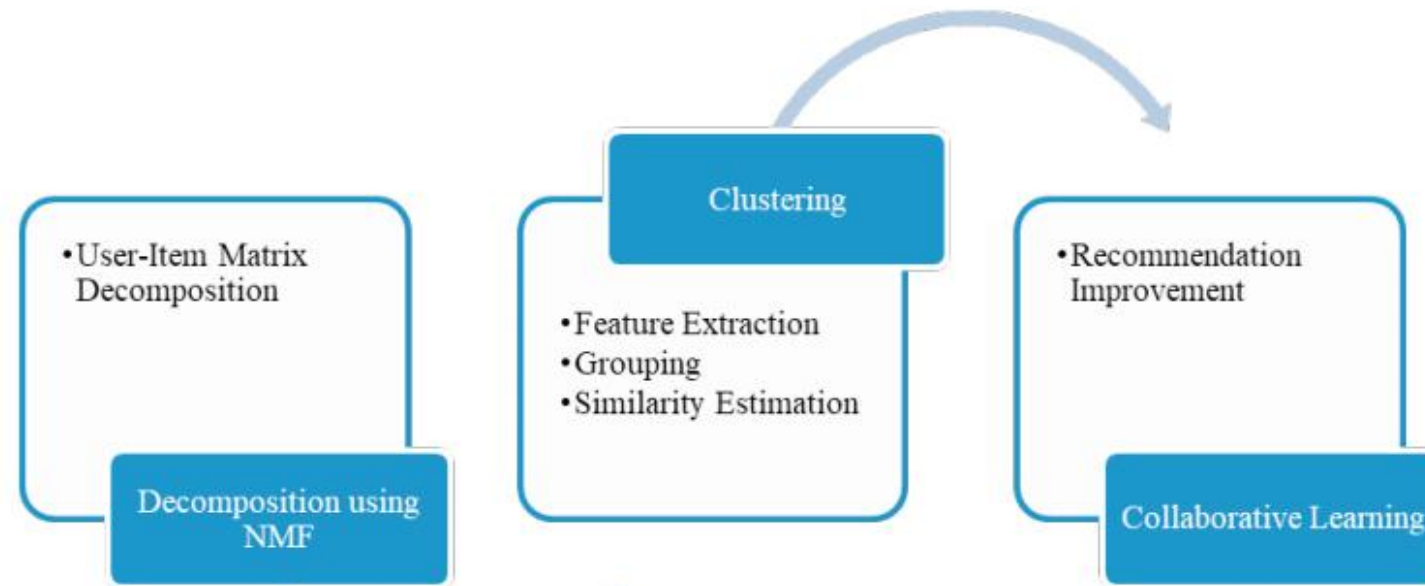 •User-Item Matrix
Decomposition
Decomposition using
NMF
Clustering
•Feature Extraction
•Grouping
•Similarity Estimation
•Recommendation
Improvement
Collaborative Learning